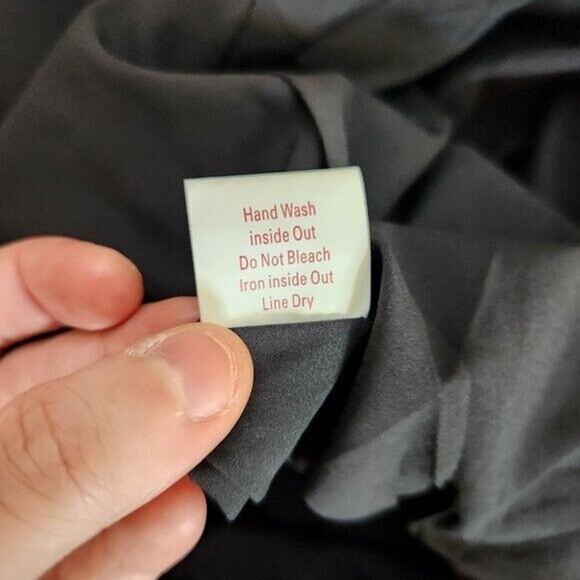 Hand Wash
inside Out
Do Not Bleach
Iron inside Out
Line Dry